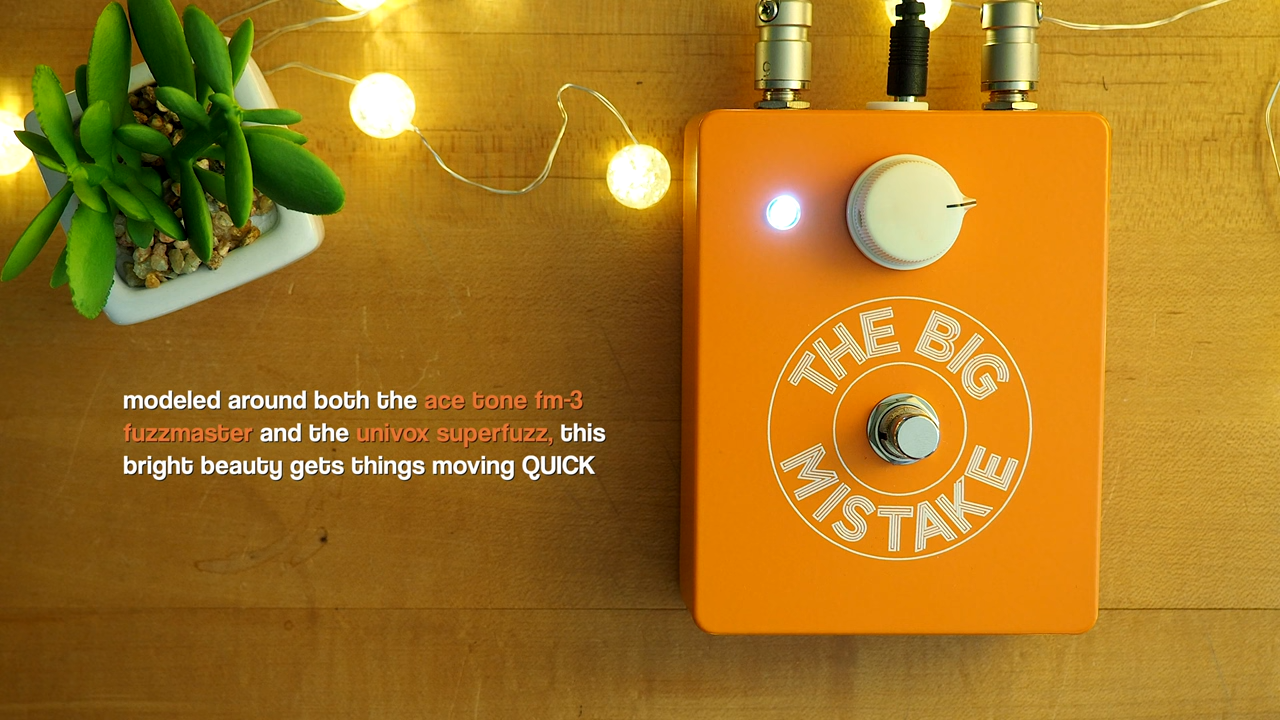 modeled around both the ace tone fm-3
fuzzmaster and the univox superfuzz, this
bright beauty gets things moving QUICK
THE BIG
MISTAKE